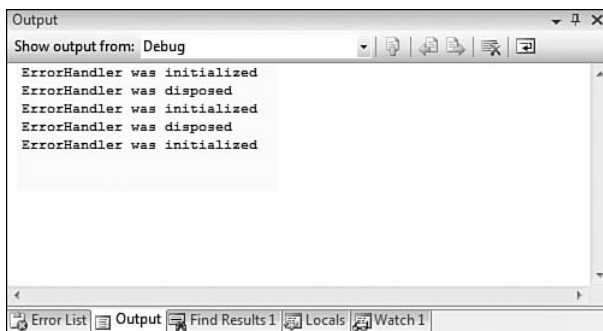 Output
Show output from: Debug
ErrorHandler was initialized
ErrorHandler was disposed
ErrorHandler was initialized
ErrorHandler was disposed
ErrorHandler was initialized
Error List Output Find Results 1 Locals Watch 1